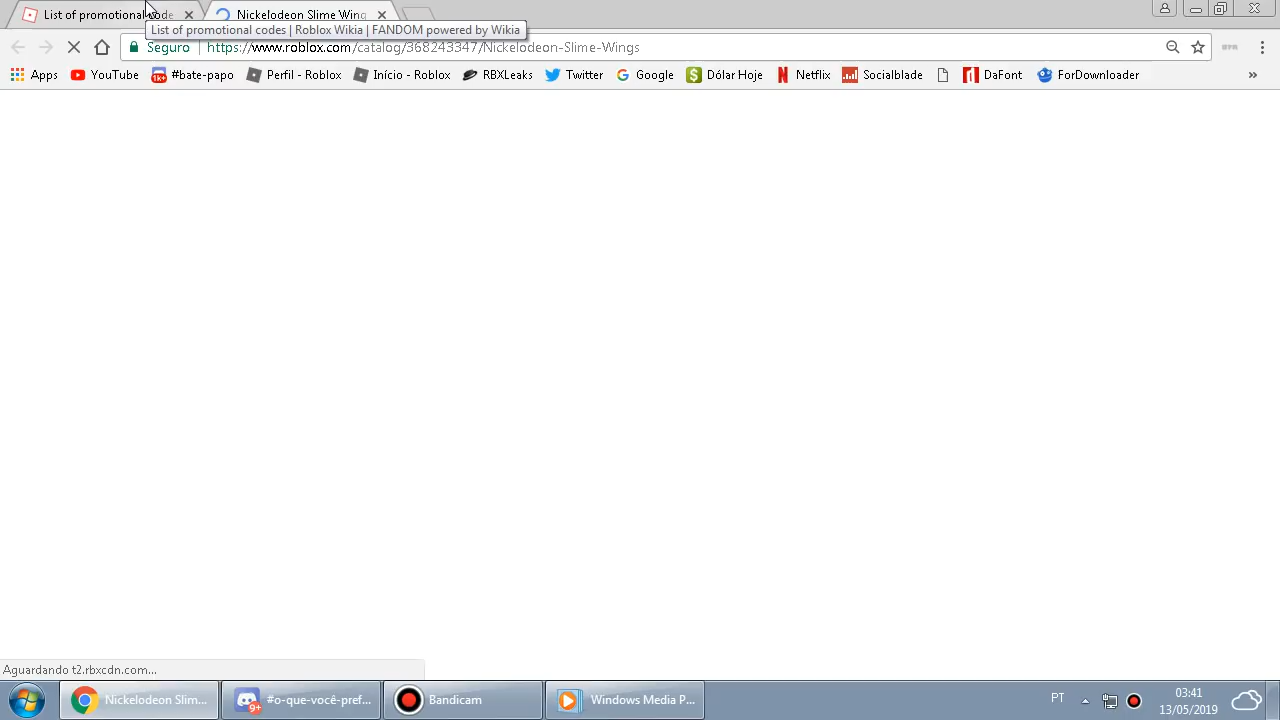 List of promotional code
Nickelodeon Slime Wing
List of promotional codes | Roblox Wikia | FANDOM powered by Wikia
Seguro
https://www.roblox.com/catalog/368243347/Nickelodeon-Slime-Wings
Apps
YouTube
1K+
#bate-papo
Perfil - Roblox
Início - Roblox
RBXLeaks
Twitter
Google
Dolar Hoje
Netflix
Socialblade
DaFont
ForDownloader
»
Aguardando t2.rbxcdn.com...
Nickelodeon Slim...
9+
#o-que-você-pref...
Bandicam
Windows Media P...
PT
03:41
13/05/2019